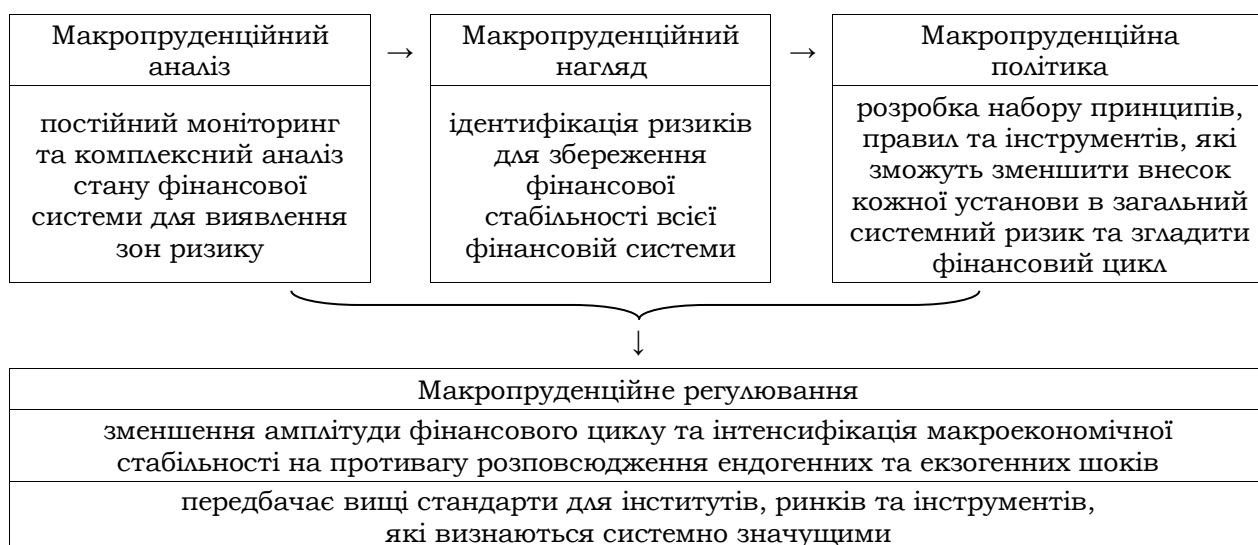 Макропруденційний
аналіз
постійний моніторинг
та комплексний аналіз
стану фінансової
системи для виявлення
зон ризику
→
Макропруденційний
нагляд
ідентифікація ризиків
для збереження
фінансової
стабільності всієї
фінансовій системи
→
Макропруденційна
політика
розробка набору принципів,
правил та інструментів, які
зможуть зменшити внесок
кожної установи в загальний
системний ризик та згладити
фінансовий цикл
↓
Макропруденційне регулювання
зменшення амплітуди фінансового циклу та інтенсифікація макроекономічної
стабільності на противагу розповсюдження ендогенних та екзогенних шоків
передбачає вищі стандарти для інститутів, ринків та інструментів,
які визнаються системно значущими